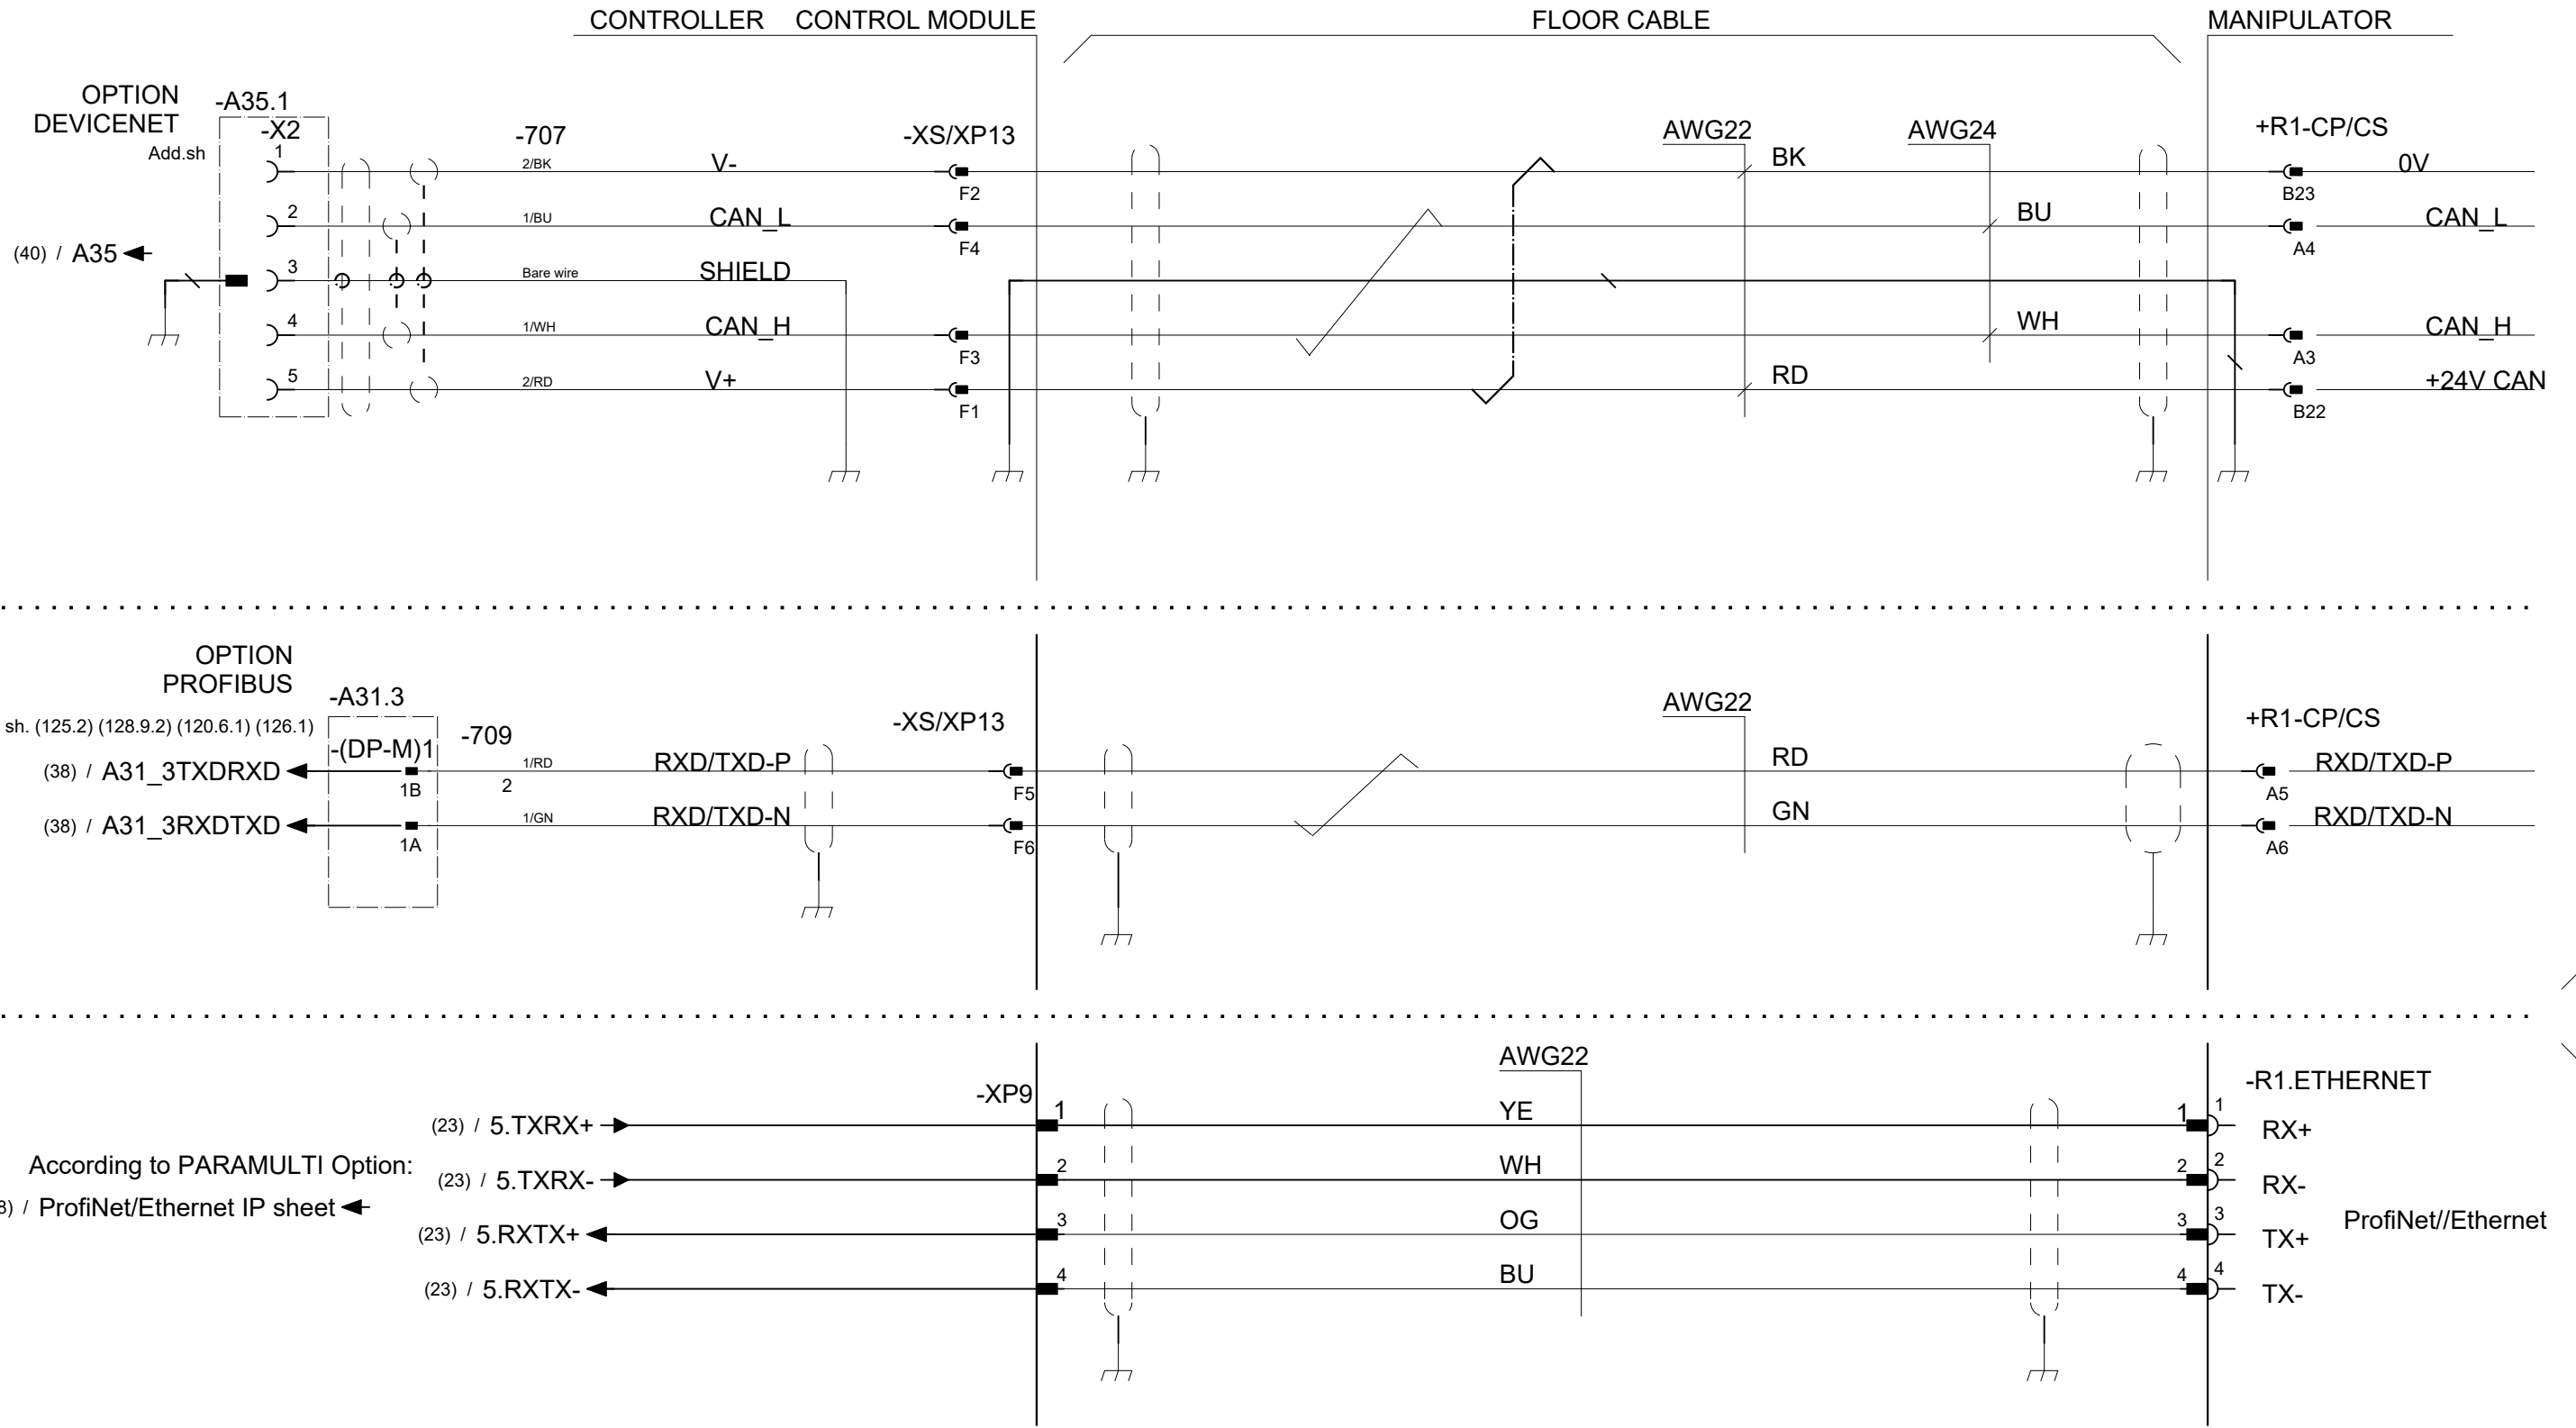 CONTROLLER CONTROL MODULE
FLOOR CABLE
MANIPULATOR
OPTION
DEVICENET
Add.sh
-A35.1
-X2
-707
-XS/XP13
AWG22
AWG24
+R1-CP/CS
1 2/BK V- F2 BK B23 0V
2 1/BU CAN_L F4 BU A4 CAN_L
(40) / A35
3 Bare wire SHIELD
4 1/WH CAN_H F3 WH A3 CAN_H
5 2/RD V+ F1 RD B22 +24V CAN
OPTION
PROFIBUS
sh. (125.2) (128.9.2) (120.6.1) (126.1)
-A31.3
-(DP-M)1
-709
-XS/XP13
AWG22
+R1-CP/CS
(38) / A31_3TXDRXD 1B 1/RD RXD/TXD-P F5 RD A5 RXD/TXD-P
2
(38) / A31_3RXDTXD 1A 1/GN RXD/TXD-N F6 GN A6 RXD/TXD-N
AWG22
-XP9
-R1.ETHERNET
(23) / 5.TXRX+ 1 YE 1 1 RX+
According to PARAMULTI Option:
(23) / 5.TXRX- 2 WH 2 2 RX-
) / ProfiNet/Ethernet IP sheet
(23) / 5.RXTX+ 3 OG 3 3 TX+
ProfiNet//Ethernet
(23) / 5.RXTX- 4 BU 4 4 TX-